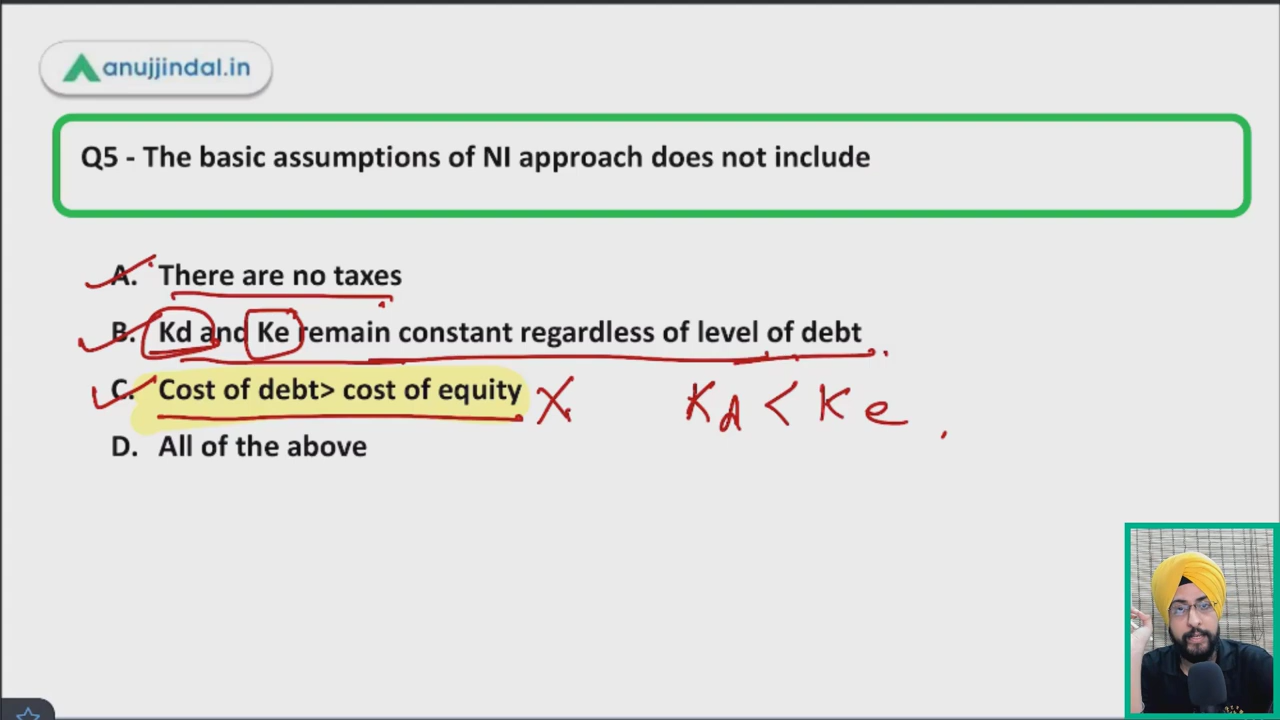 anujjindal.in
Q5 - The basic assumptions of NI approach does not include
A. There are no taxes
B. Kd and Ke remain constant regardless of level of debt
C. Cost of debt> cost of equity X Kd < Ke
D. All of the above